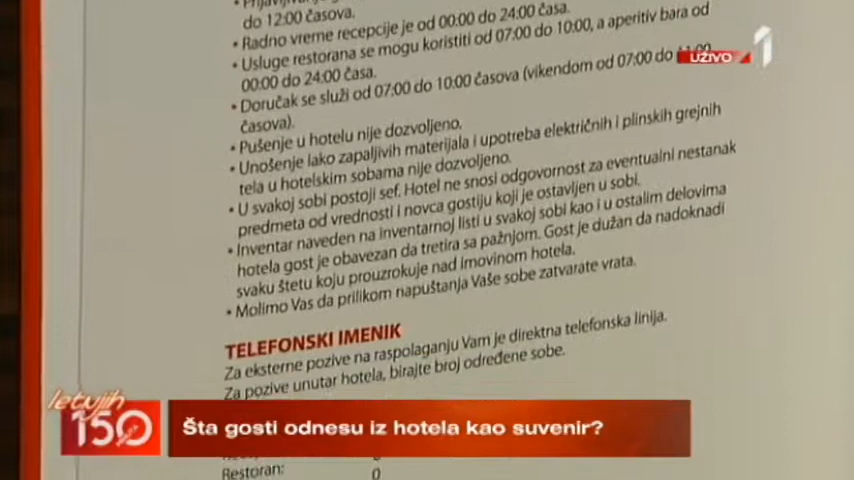 do 12:00 časova.
• Radno vreme recepcije je od 00:00 do 24:00 časa.
• Usluge restorana se mogu koristiti od 07:00 do 10:00, a aperitiv bara od
00:00 do 24:00 časa.
• Doručak se služi od 07:00 do 10:00 časova (vikendom od 07:00 do
časova).
• Pušenje u hotelu nije dozvoljeno.
• Unošenje lako zapaljivih materijala i upotreba električnih i plinskih grejnih
tela u hotelskim sobama nije dozvoljeno.
• U svakoj sobi postoji sef. Hotel ne snosi odgovornost za eventualni nestanak
predmeta od vrednosti i novca gostiju koji je ostavljen u sobi.
• Inventar naveden na inventarnoj listi u svakoj sobi kao i u ostalim delovima
hotela gost je obavezan da tretira sa pažnjom. Gost je dužan da nadoknadi
svaku štetu koju prouzrokuje nad imovinom hotela.
• Molimo Vas da prilikom napuštanja Vaše sobe zatvarate vrata.
TELEFONSKI IMENIK
Za eksterne pozive na raspolaganju Vam je direktna telefonska linija.
Za pozive unutar hotela, birajte broj određene sobe.
Restoran: 0
1
UŽIVO
letnjih
150
Šta gosti odnesu iz hotela kao suvenir?